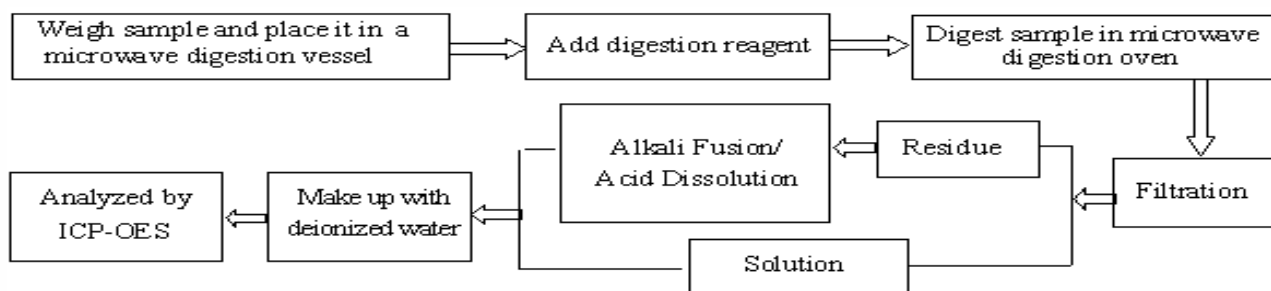 Weigh sample and place it in a
microwave digestion vessel
Add digestion reagent
Digest sample in microwave
digestion oven
Filtration
Residue
Alkali Fusion/
Acid Dissolution
Solution
Make up with
deionized water
Analyzed by
ICP-OES